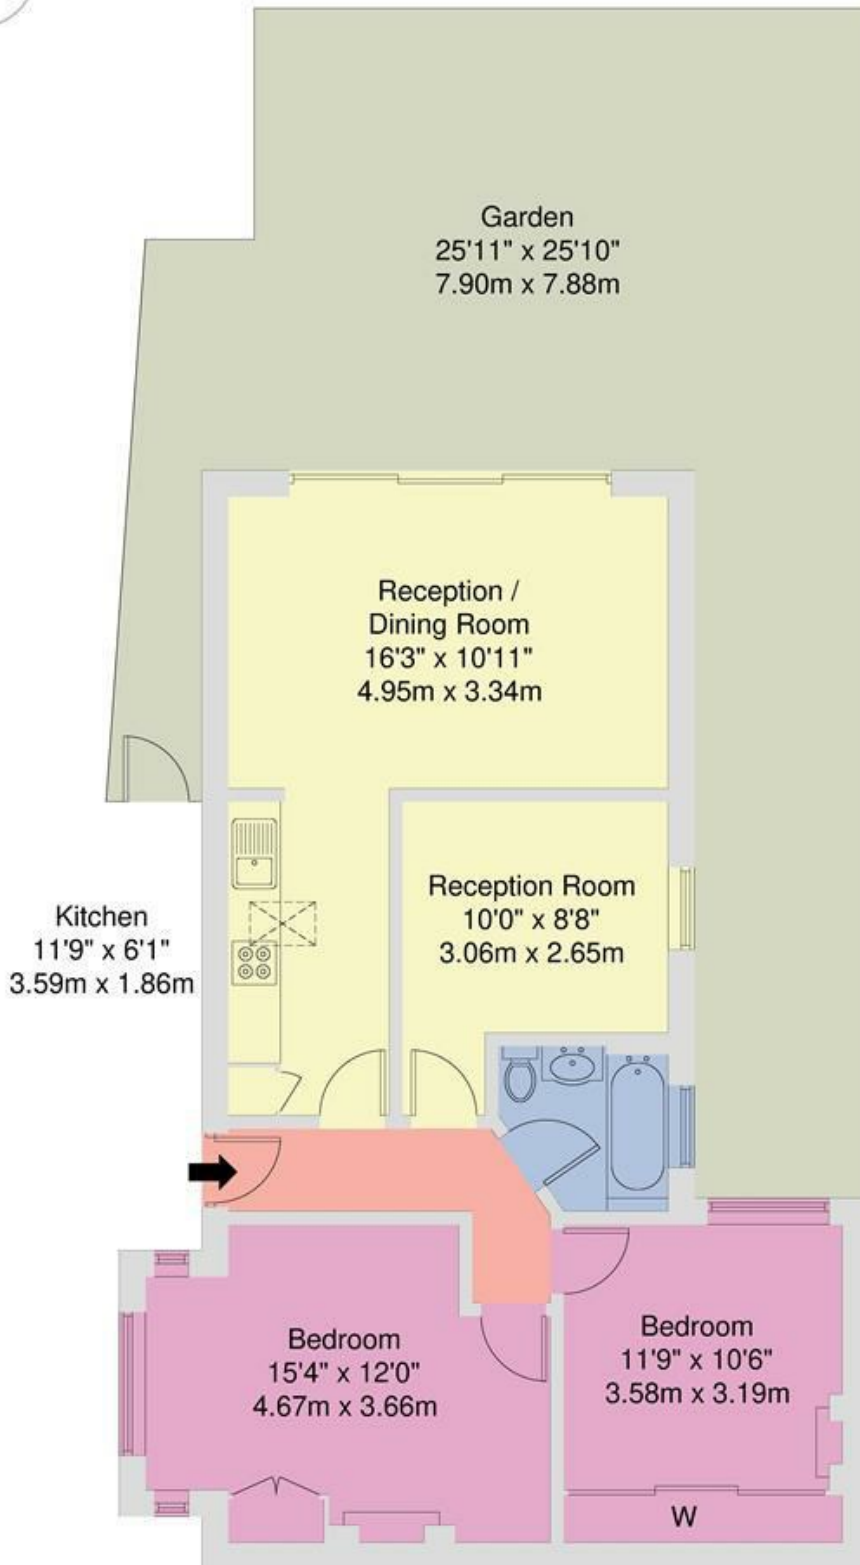 Garden
25'11" x 25'10"
7.90m x 7.88m
Reception /
Dining Room
16'3" x 10'11"
4.95m x 3.34m
Kitchen
11'9" x 6'1"
3.59m x 1.86m
Reception Room
10'0" x 8'8"
3.06m x 2.65m
Bedroom
15'4" x 12'0"
4.67m x 3.66m
Bedroom
11'9" x 10'6"
3.58m x 3.19m
W